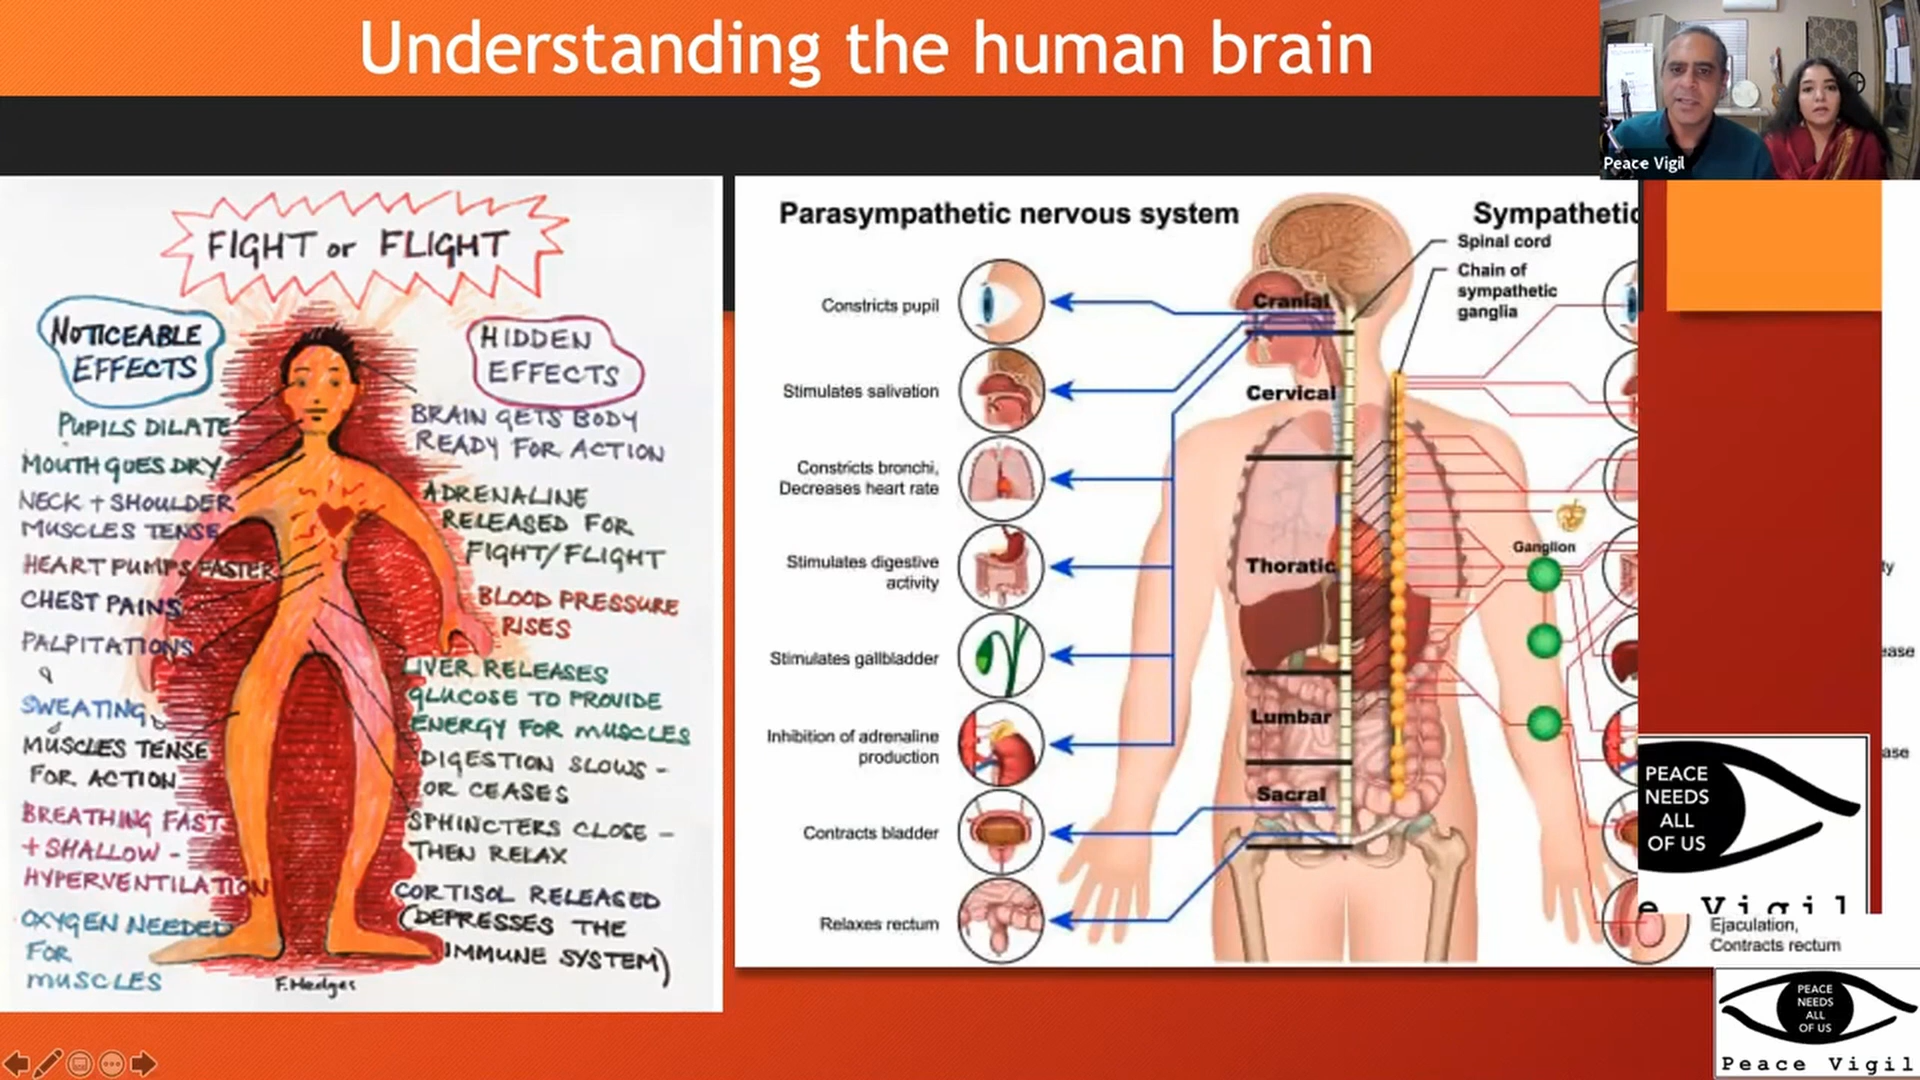 Understanding the human brain
Peace Vigil
FIGHT or FLIGHT
NOTICEABLE
EFFECTS
PUPILS DILATE
MOUTH GOES DRY
NECK + SHOULDER
MUSCLES TENSE
HEART PUMPS FASTER
CHEST PAINS
PALPITATIONS
&
SWEATING
MUSCLES TENSE
FOR ACTION
BREATHING FAST
+ SHALLOW -
HYPERVENTILATION
OXYGEN NEEDED
FOR
MUSCLES
HIDDEN
EFFECTS
BRAIN GETS BODY
READY FOR ACTION
ADRENALINE
RELEASED FOR
FIGHT/FLIGHT
BLOOD PRESSURE
RISES
LIVER RELEASES
GLUCOSE TO PROVIDE
ENERGY FOR MUSCLES
DIGESTION SLOWS -
OR CEASES
SPHINCTERS CLOSE -
THEN RELAX
CORTISOL RELEASED
(DEPRESSES THE
IMMUNE SYSTEM)
F.Hedges
Parasympathetic nervous system
Constricts pupil
Stimulates salivation
Constricts bronchi,
Decreases heart rate
Stimulates digestive
activity
Stimulates gallbladder
Inhibition of adrenaline
production
Contracts bladder
Relaxes rectum
Cranial
Cervical
Thoratic
Lumbar
Sacral
Sympathetic
Spinal cord
Chain of
sympathetic
ganglia
Ganglion
Ejaculation,
Contracts rectum
PEACE
NEEDS
ALL
OF US
e Vigil
PEACE
NEEDS
ALL
OF US
Peace Vigil